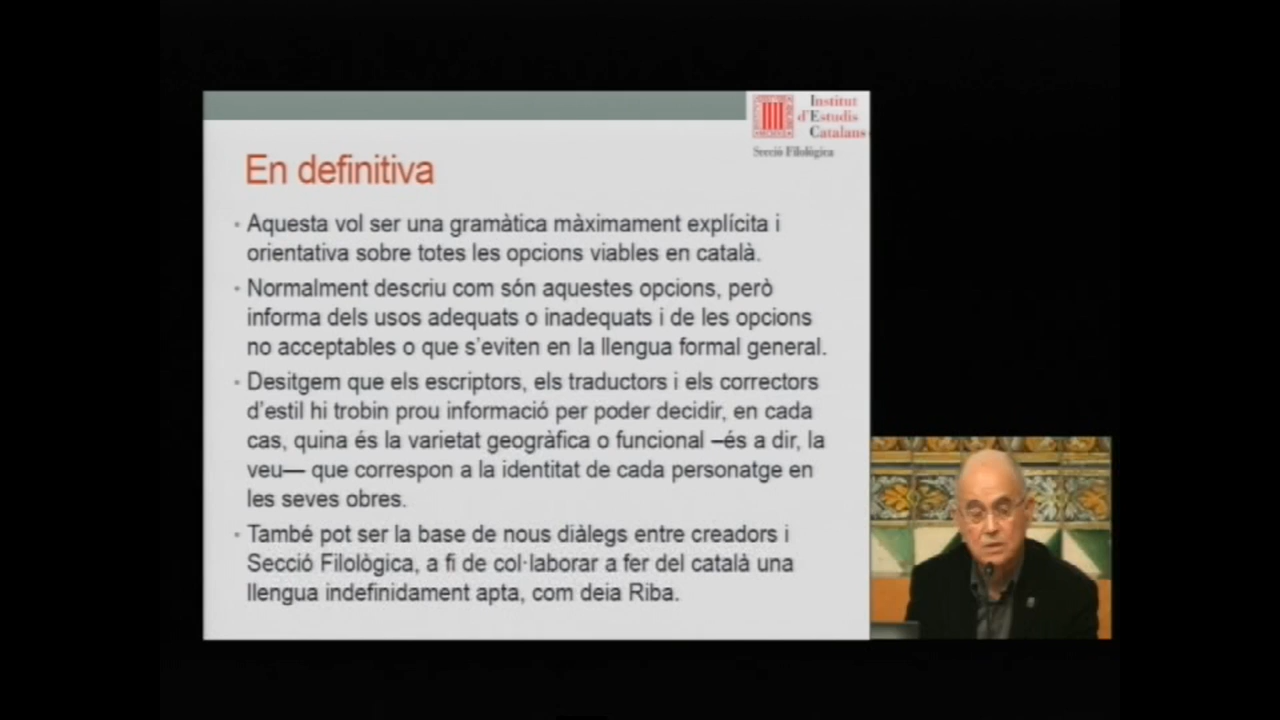 Institut
d'Estudis
Catalans
Secció Filològica
En definitiva
· Aquesta vol ser una gramàtica màximament explícita i
orientativa sobre totes les opcions viables en català.
· Normalment descriu com són aquestes opcions, però
informa dels usos adequats o inadequats i de les opcions
no acceptables o que s'eviten en la llengua formal general.
· Desitgem que els escriptors, els traductors i els correctors
d'estil hi trobin prou informació per poder decidir, en cada
cas, quina és la varietat geogràfica o funcional –és a dir, la
veu— que correspon a la identitat de cada personatge en
les seves obres.
· També pot ser la base de nous diàlegs entre creadors i
Secció Filològica, a fi de col·laborar a fer del català una
llengua indefinidament apta, com deia Riba.